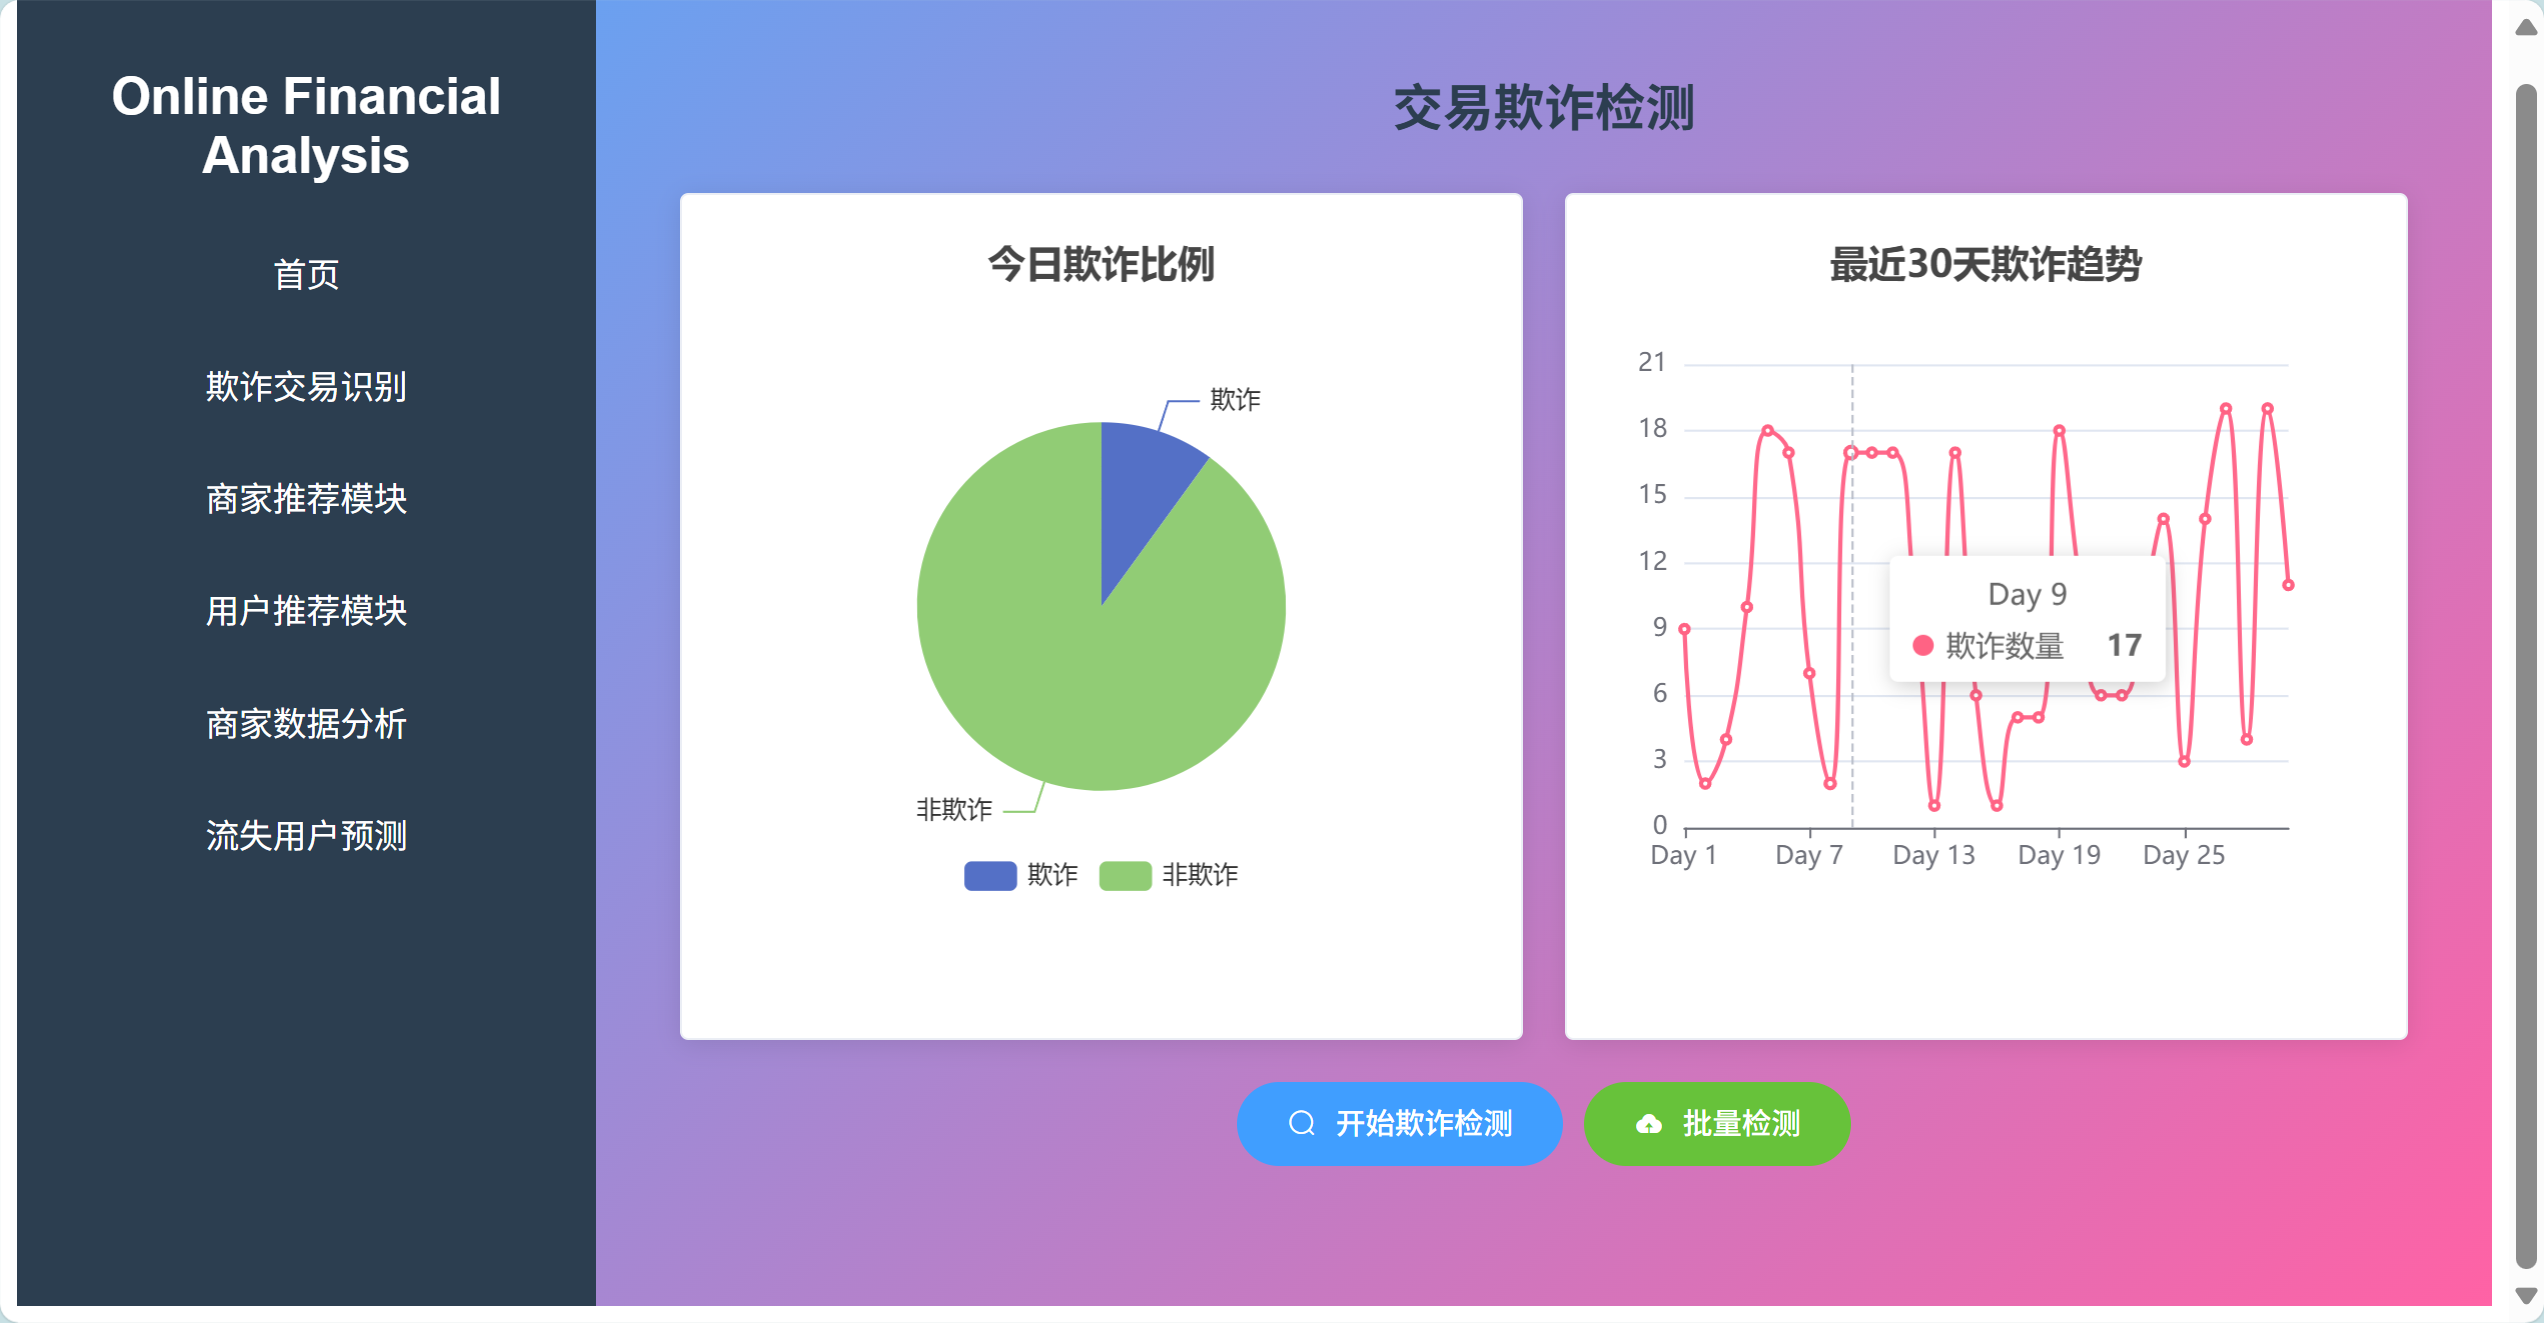 Online Financial
Analysis
首页
欺诈交易识别
商家推荐模块
用户推荐模块
商家数据分析
流失用户预测
交易欺诈检测
今日欺诈比例
欺诈
非欺诈
欺诈 非欺诈
最近30天欺诈趋势
21
18
15
12
9
6
3
0
Day 1 Day 7 Day 13 Day 19 Day 25
Day 9
欺诈数量 17
开始欺诈检测 批量检测